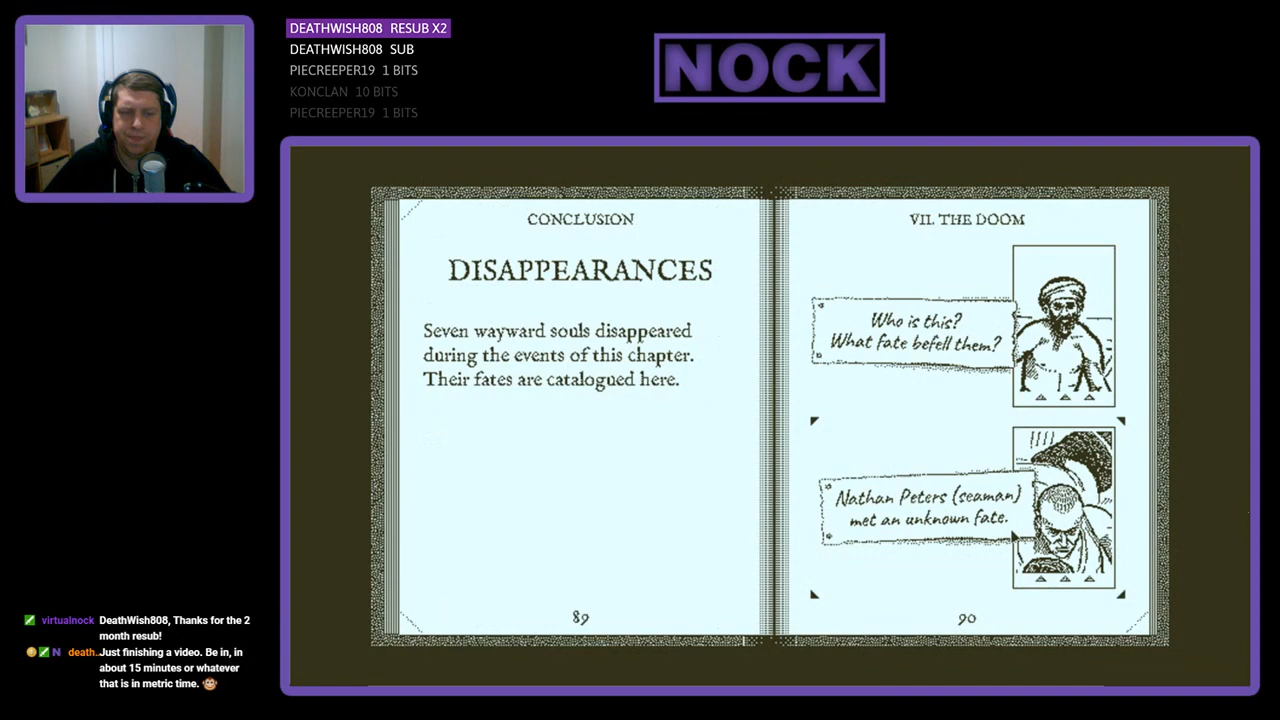 DEATHWISH808 RESUB X2
DEATHWISH808 SUB
PIECREEPER19 1 BITS
KONCLAN 10 BITS
PIECREEPER19 1 BITS
NOCK
CONCLUSION
DISAPPEARANCES
Seven wayward souls disappeared
during the events of this chapter.
Their fates are catalogued here.
89
VII. THE DOOM
Who is this?
What fate befell them?
Nathan Peters (seaman)
met an unknown fate.
90
virtualnock DeathWish808, Thanks for the 2
month resub!
N death.. Just finishing a video. Be in, in
about 15 minutes or whatever
that is in metric time.